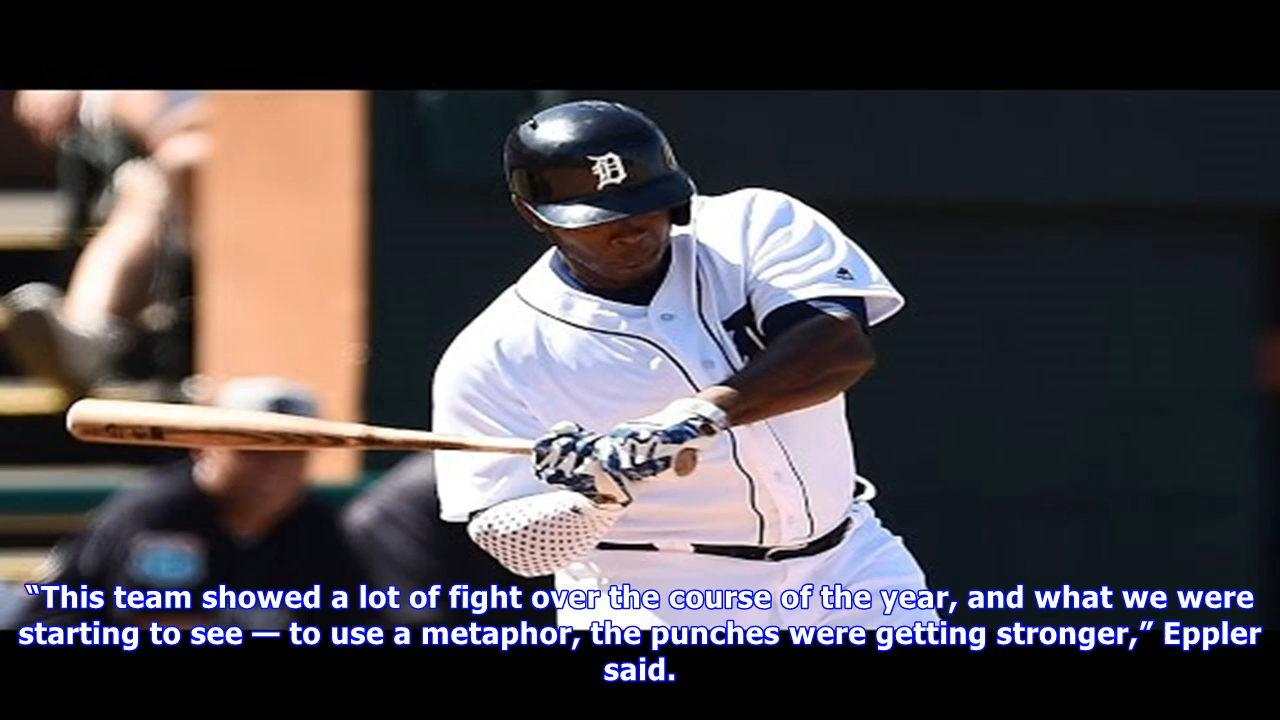 D
“This team showed a lot of fight over the course of the year, and what we were
starting to see — to use a metaphor, the punches were getting stronger,” Eppler
said.